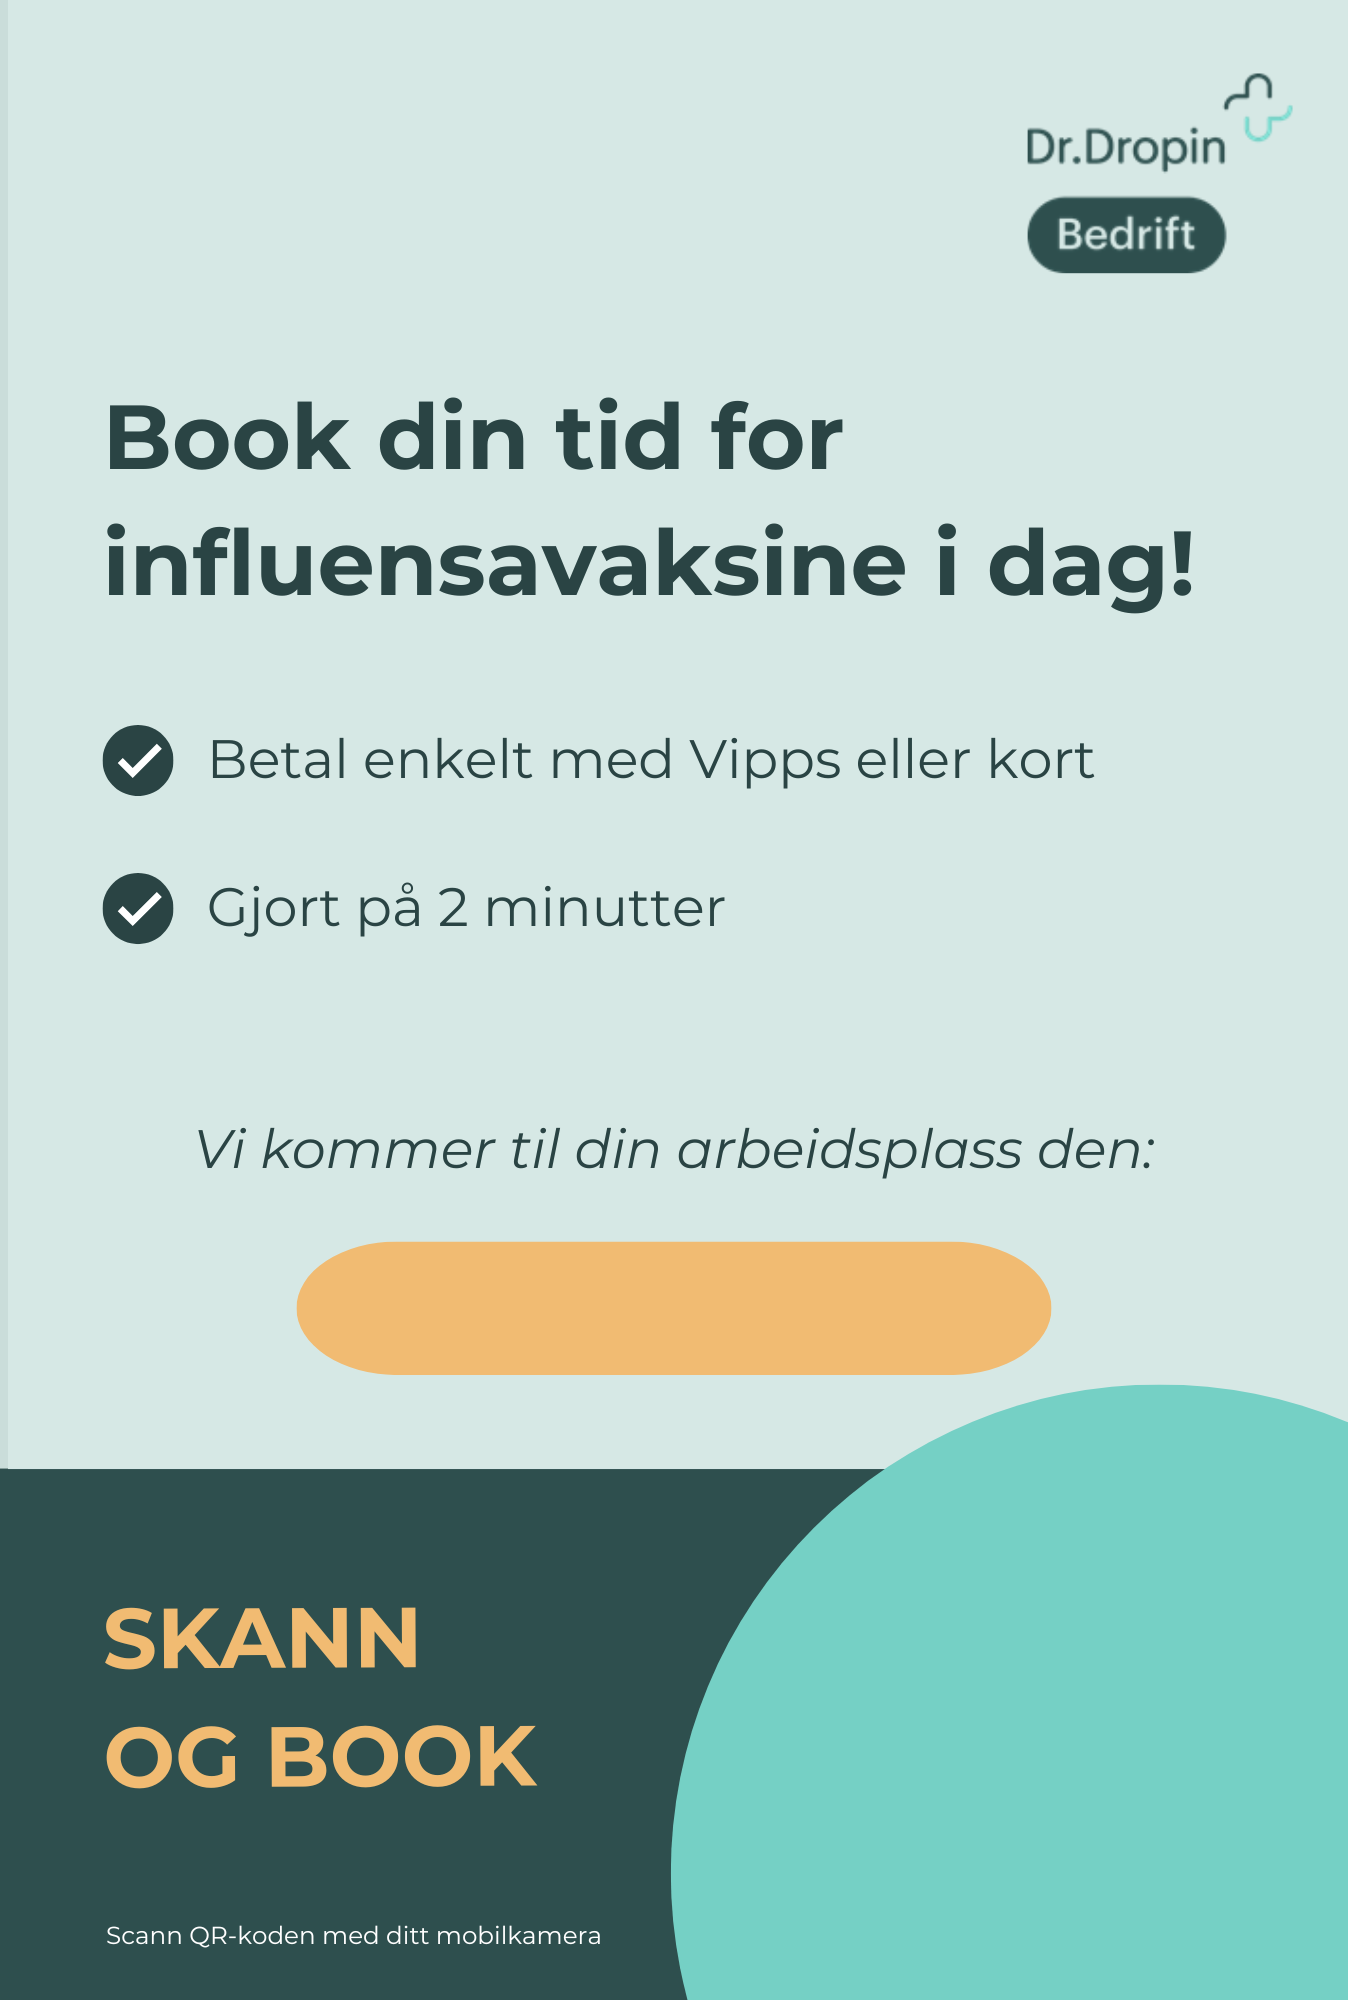 Dr.Dropin
Bedrift
Book din tid for
influensavaksine i dag!
Betal enkelt med Vipps eller kort
Gjort på 2 minutter
Vi kommer til din arbeidsplass den:
SKANN
OG BOOK
Scann QR-koden med ditt mobilkamera